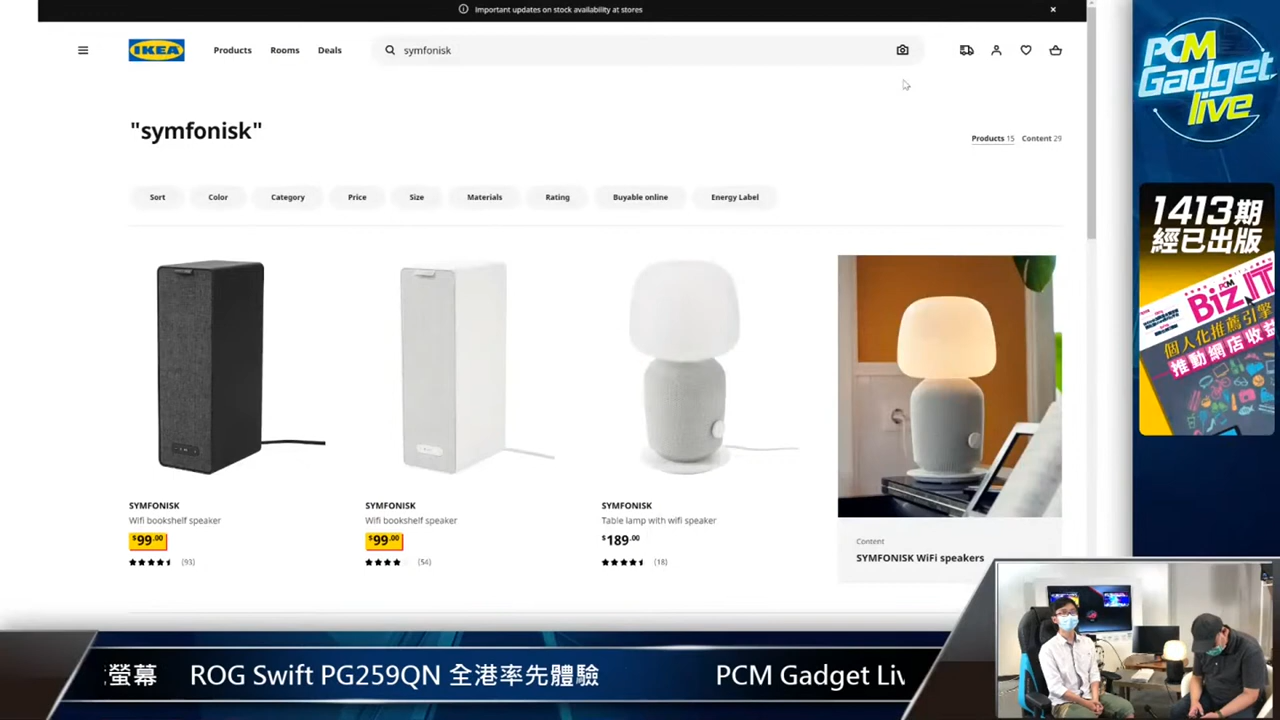 Important updates on stock availability at stores
IKEA
Products
Rooms
Deals
symfonisk
"symfonisk"
Products 15
Content 29
Sort
Color
Category
Price
Size
Materials
Rating
Buyable online
Energy Label
SYMFONISK
Wifi bookshelf speaker
$99.00
(93)
SYMFONISK
Wifi bookshelf speaker
$99.00
(54)
SYMFONISK
Table lamp with wifi speaker
$189.00
(18)
Content
SYMFONISK WiFi speakers
PCM
Gadget
live
1413期
經已出版
PCM
Biz.IT
個人化推薦引擎
推動網店收益
螢幕
ROG Swift PG259QN 全港率先體驗
PCM Gadget Liv